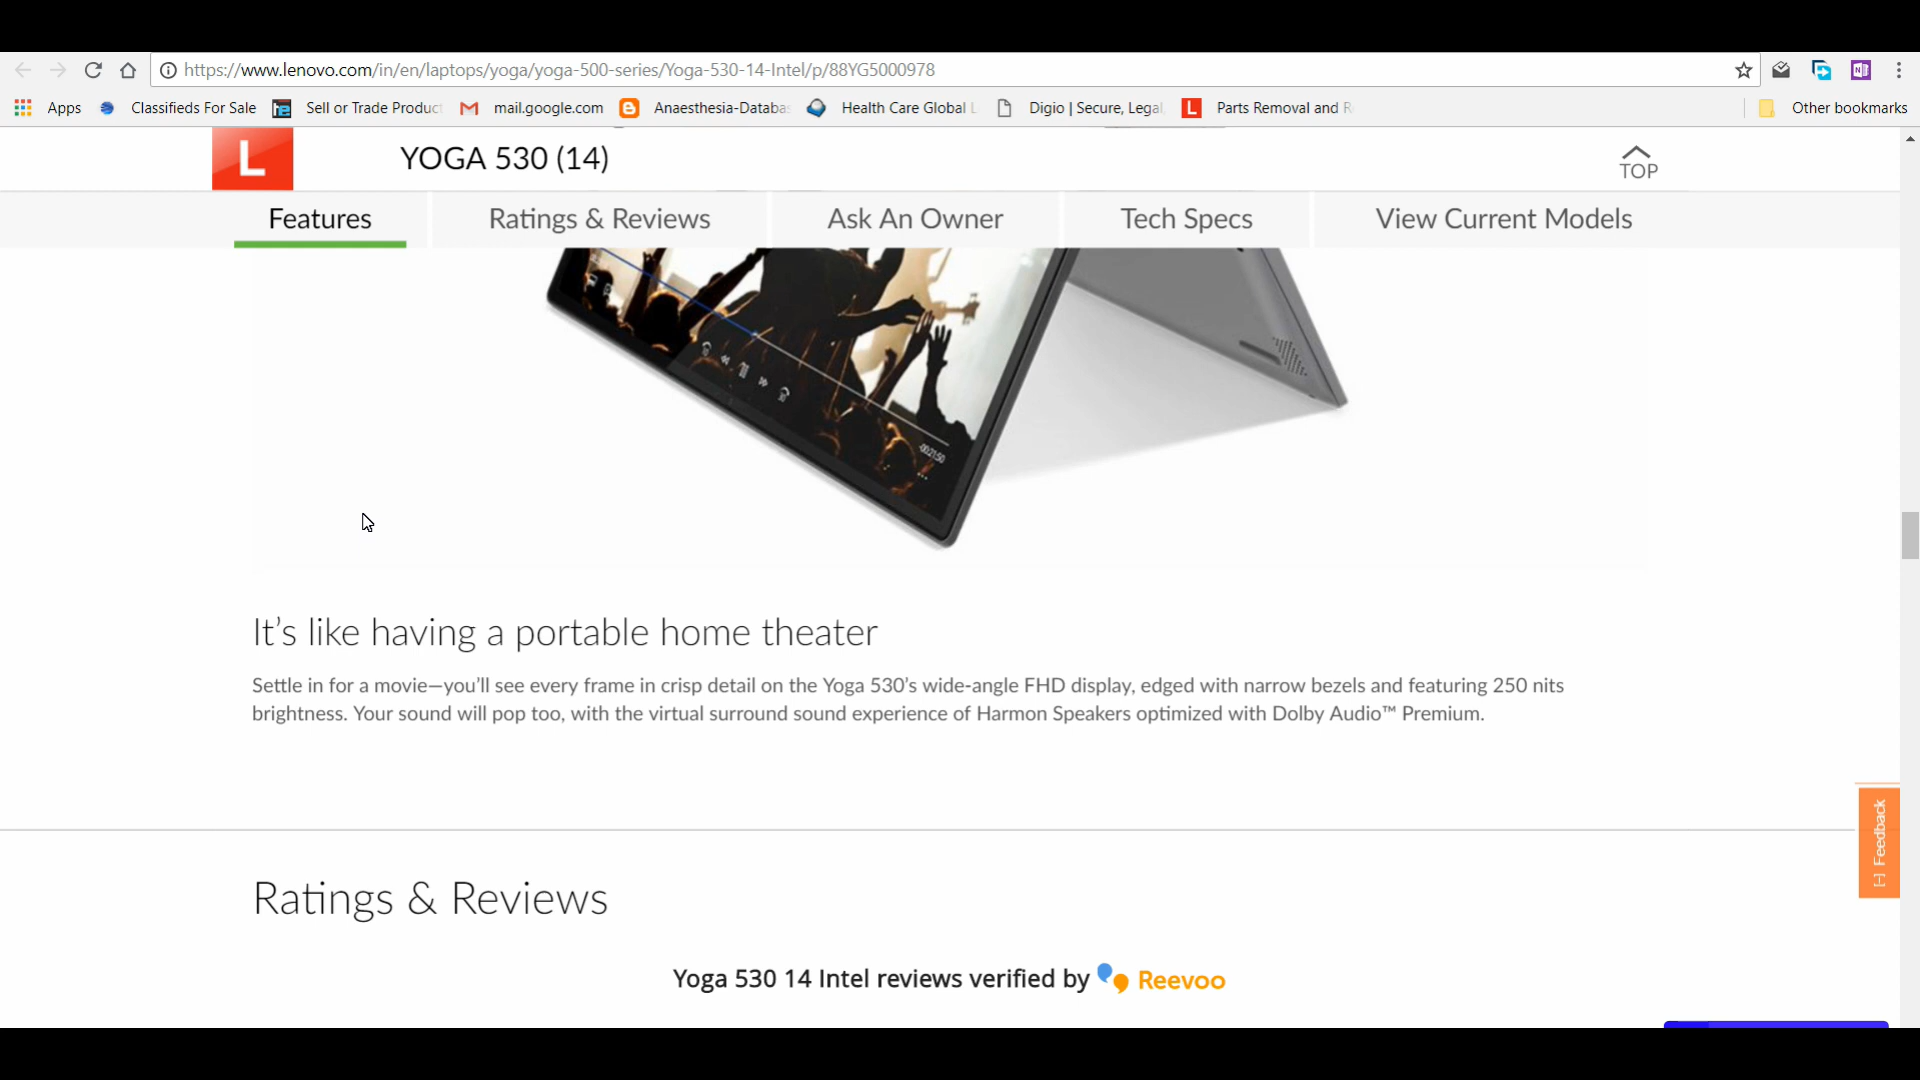 https://www.lenovo.com/in/en/laptops/yoga/yoga-500-series/Yoga-530-14-Intel/p/88YG5000978
Apps Classifieds For Sale Sell or Trade Produc mail.google.com Anaesthesia-Databa Health Care Global Digio | Secure, Legal Parts Removal and Other bookmarks
L YOGA 530 (14) TOP
Features Ratings & Reviews Ask An Owner Tech Specs View Current Models
-00:21:50
It’s like having a portable home theater
Settle in for a movie—you’ll see every frame in crisp detail on the Yoga 530’s wide-angle FHD display, edged with narrow bezels and featuring 250 nits
brightness. Your sound will pop too, with the virtual surround sound experience of Harmon Speakers optimized with Dolby Audio™ Premium.
[-] Feedback
Ratings & Reviews
Yoga 530 14 Intel reviews verified by Reevoo